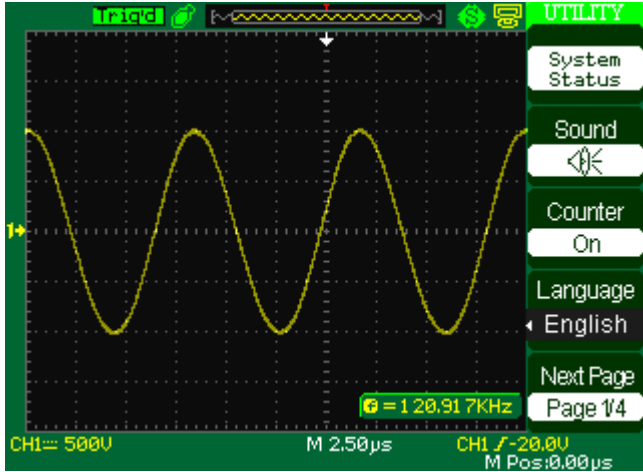 Trig'd S UTILITY
System
Status
Sound
Counter
On
Language
English
Next Page
Page 1/4
1
f = 120.917KHz
CH1 500V M 2.50µs CH1 -20.0V
M Pos:0.00µs